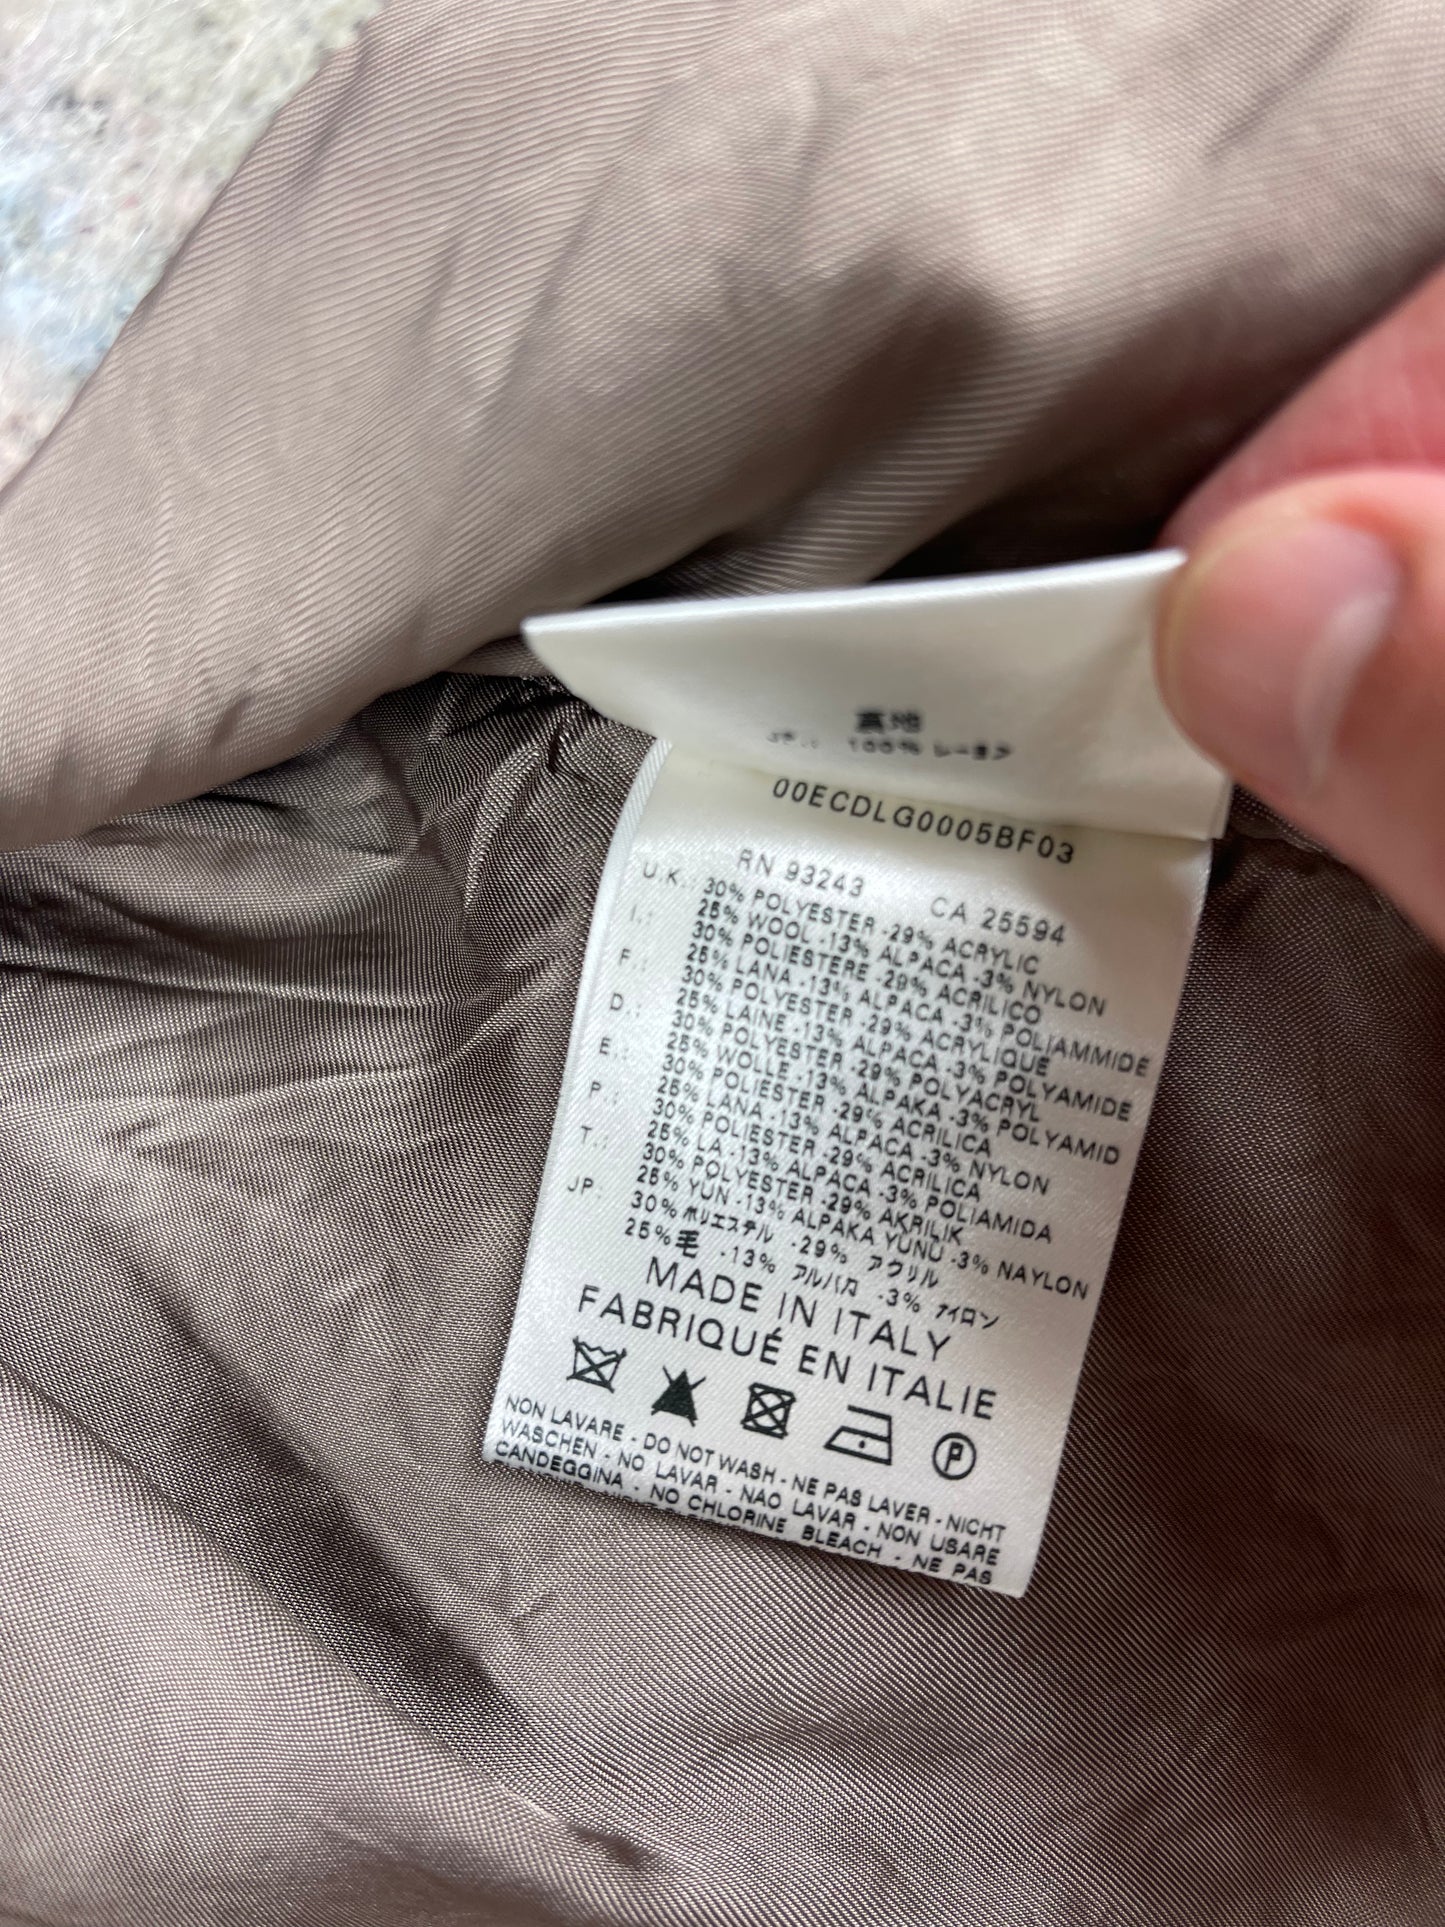 裏地
JP.: 100% レーヨン
00ECDLG0005BF03
RN 93243 CA 25594
U.K.: 30% POLYESTER -29% ACRYLIC
25% WOOL -13% ALPACA -3% NYLON
I.: 30% POLIESTERE -29% ACRILICO
25% LANA -13% ALPACA -3% POLIAMMIDE
F.: 30% POLYESTER -29% ACRYLIQUE
25% LAINE -13% ALPACA -3% POLYAMIDE
D.: 30% POLYESTER -29% POLYACRYL
25% WOLLE -13% ALPAKA -3% POLYAMID
E.: 30% POLIESTER -29% ACRILICA
25% LANA -13% ALPACA -3% NYLON
P.: 30% POLIESTER -29% ACRILICA
25% LA -13% ALPACA -3% POLIAMIDA
T.: 30% POLYESTER -29% AKRILIK
25% YUN -13% ALPAKA YUNU -3% NAYLON
JP: 30% ポリエステル -29% アクリル
25% 毛 -13% アルパカ -3% ナイロン
MADE IN ITALY
FABRIQUÉ EN ITALIE
P
NON LAVARE - DO NOT WASH - NE PAS LAVER - NICHT
WASCHEN - NO LAVAR - NAO LAVAR - NON USARE
CANDEGGINA - NO CHLORINE BLEACH - NE PAS